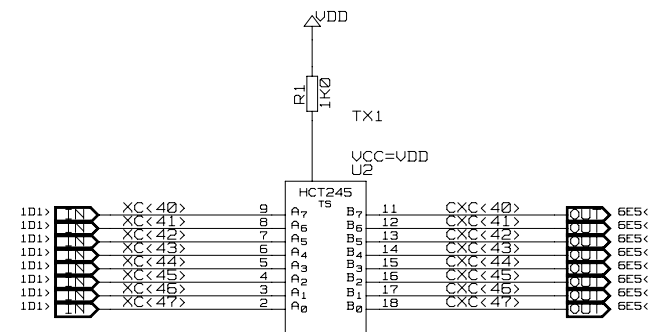 VDD
R1
1K0
TX1
VCC=VDD
U2
HCT245
TS
1D1> IN XC<40> 9 A7 B7 11 CXC<40> OUT 6E5<
1D1> IN XC<41> 8 A6 B6 12 CXC<41> OUT 6E5<
1D1> IN XC<42> 7 A5 B5 13 CXC<42> OUT 6E5<
1D1> IN XC<43> 6 A4 B4 14 CXC<43> OUT 6E5<
1D1> IN XC<44> 5 A3 B3 15 CXC<44> OUT 6E5<
1D1> IN XC<45> 4 A2 B2 16 CXC<45> OUT 6E5<
1D1> IN XC<46> 3 A1 B1 17 CXC<46> OUT 6E5<
1D1> IN XC<47> 2 A0 B0 18 CXC<47> OUT 6E5<